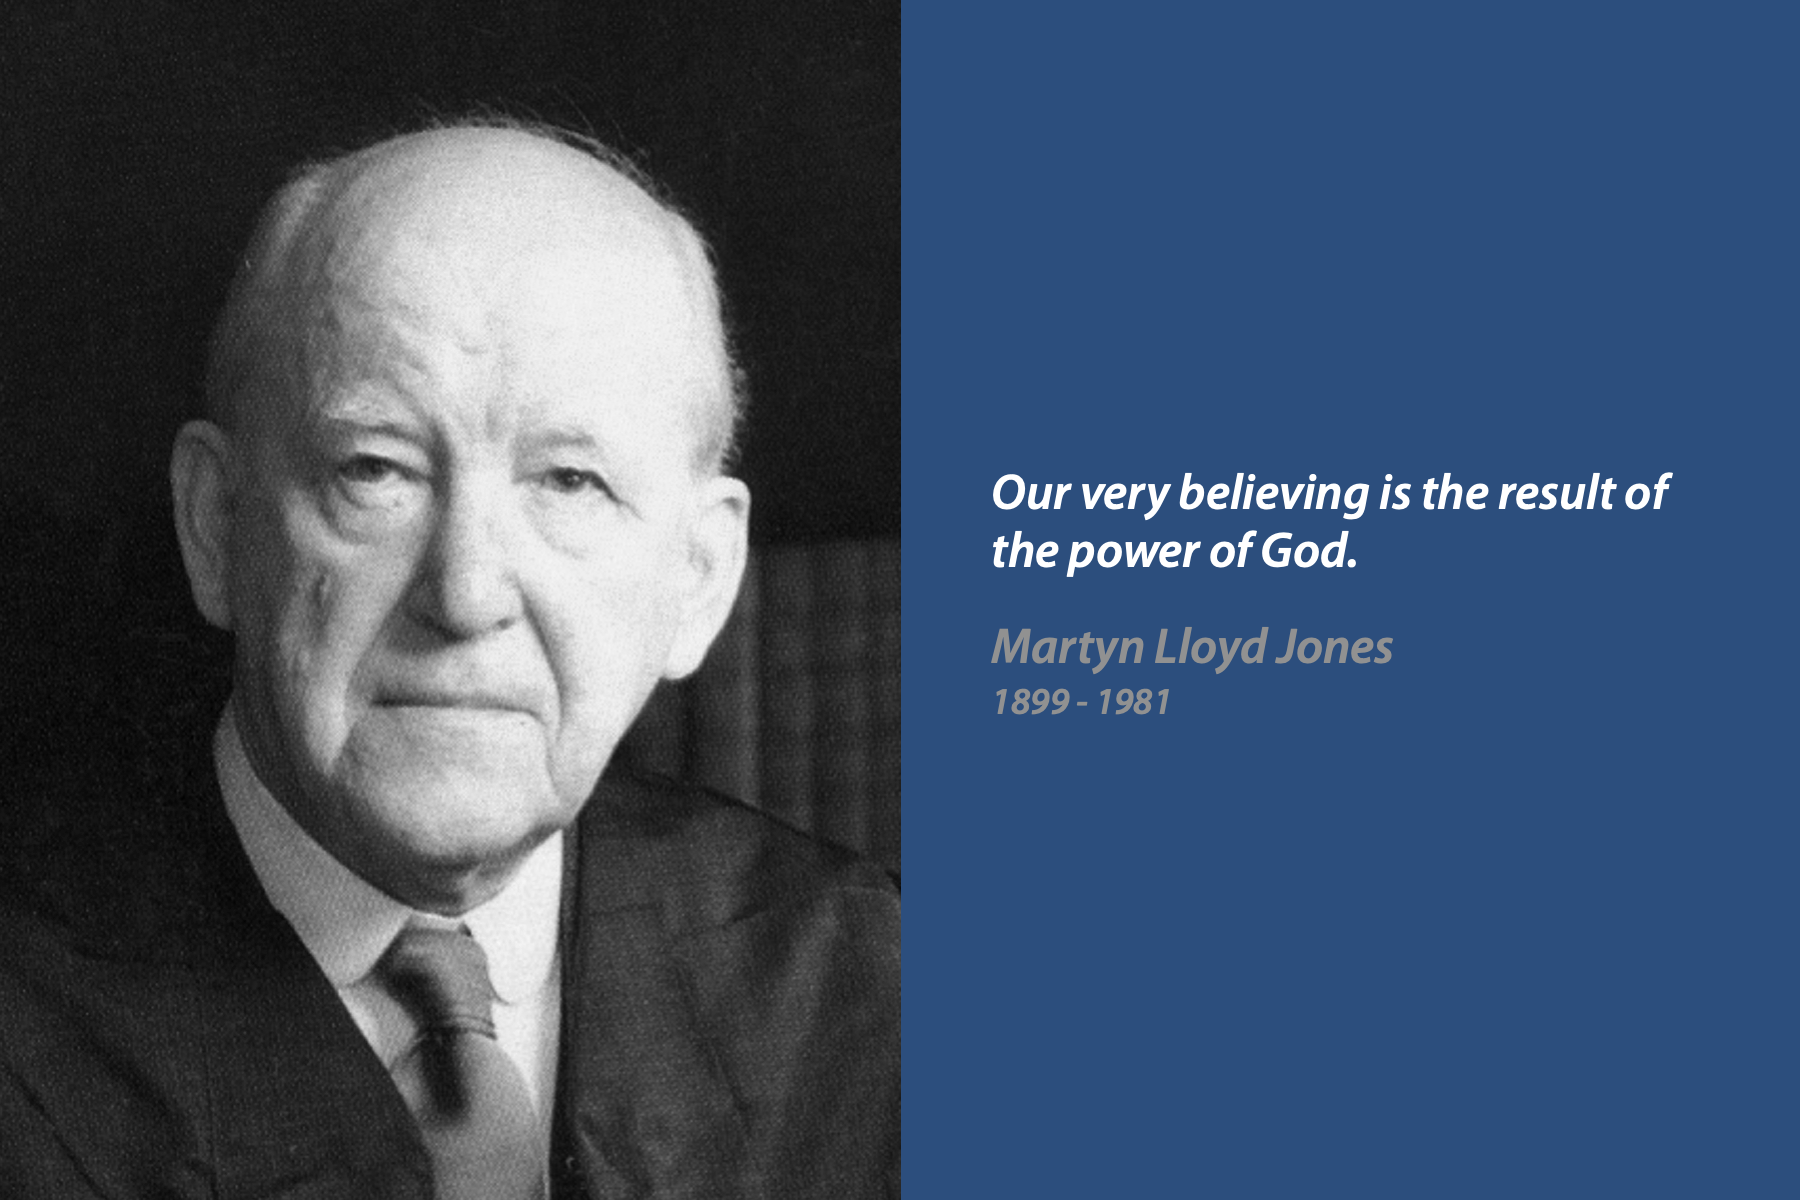 Our very believing is the result of
the power of God.
Martyn Lloyd Jones
1899 - 1981